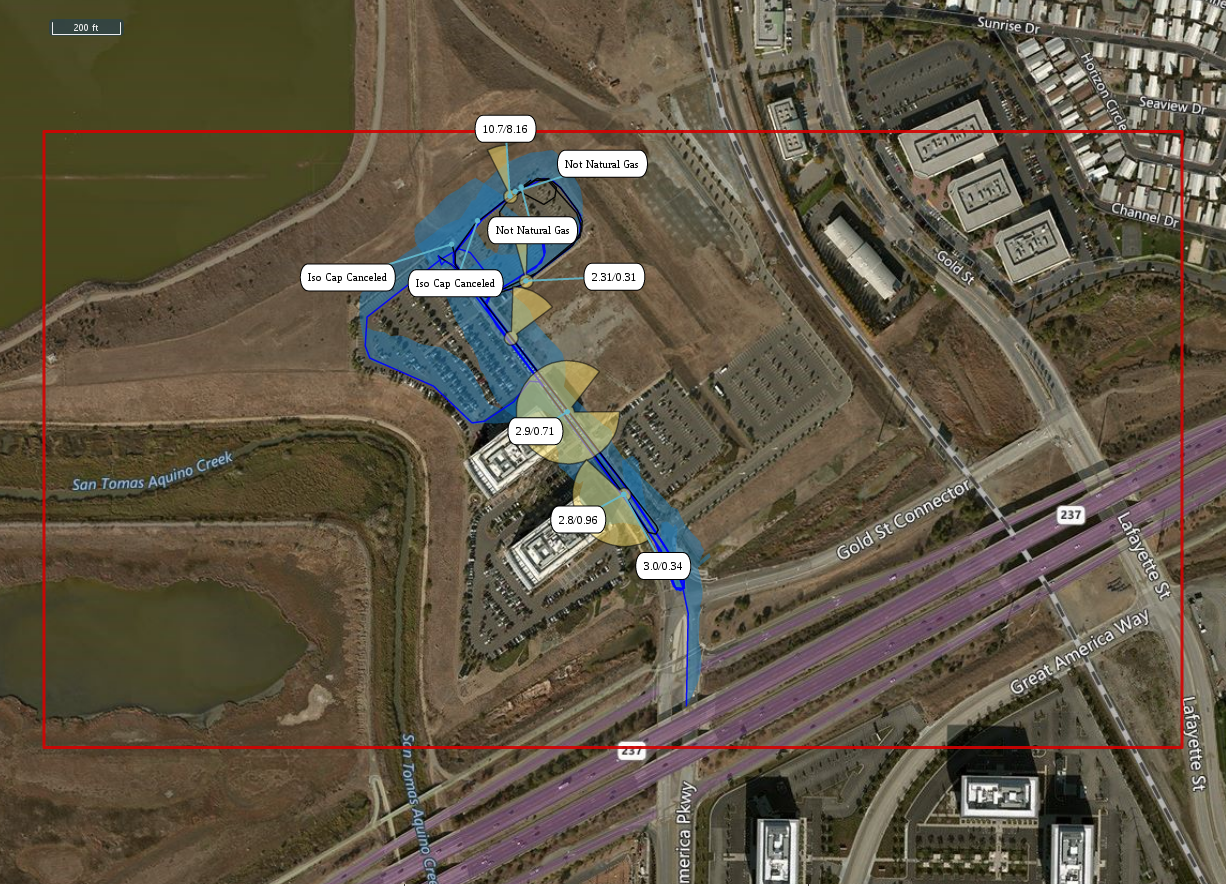 200 ft
Sunrise Dr
Horizon Circle
Seaview Dr
10.7/8.16
Not Natural Gas
Channel Dr
Not Natural Gas
Gold St
Iso Cap Canceled
Iso Cap Canceled
2.31/0.31
2.9/0.71
San Tomas Aquino Creek
2.8/0.96
Gold St Connector
237
Lafayette St
3.0/0.34
Great America Way
Lafayette St
237
San Tomas Aquino Cree
merica Pkwy